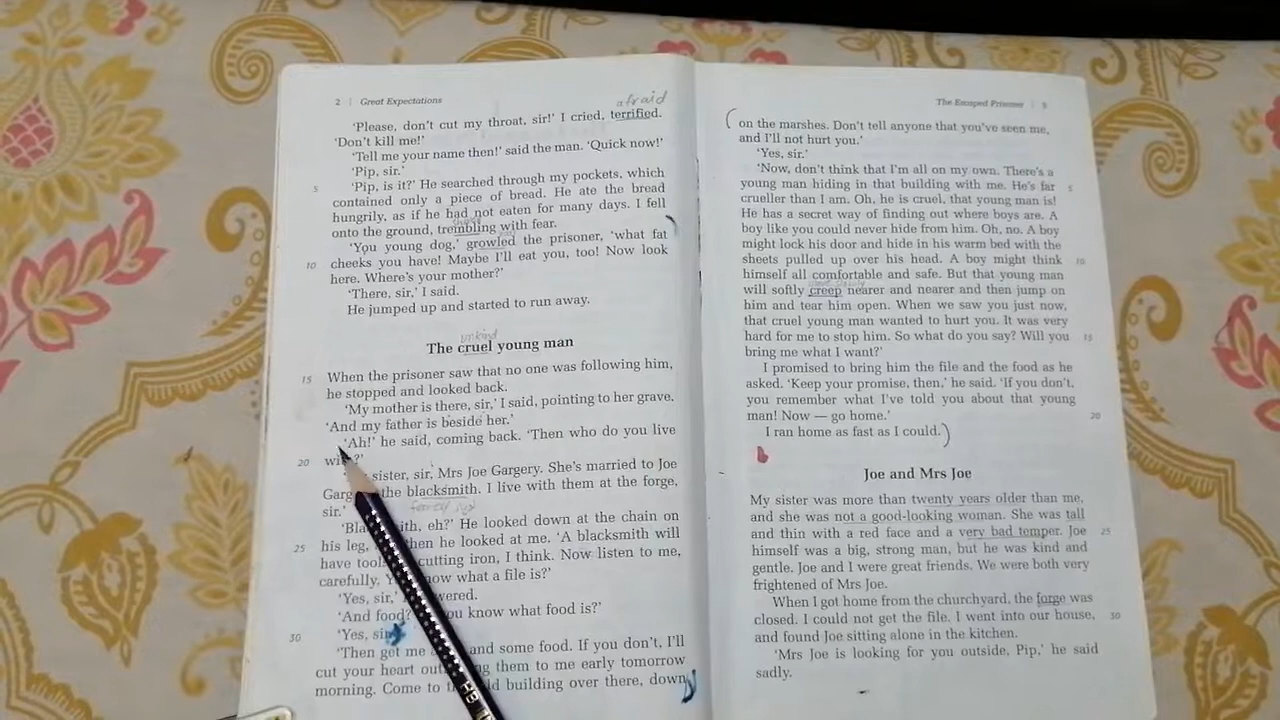 2 | Great Expectations
afraid
'Please, don't cut my throat, sir!' I cried, terrified.
'Don't kill me!'
'Tell me your name then!' said the man. 'Quick now!'
'Pip, sir.'
5 'Pip, is it?' He searched through my pockets, which
contained only a piece of bread. He ate the bread
hungrily, as if he had not eaten for many days. I fell
onto the ground, trembling with fear.
'You young dog,' growled the prisoner, 'what fat
10 cheeks you have! Maybe I'll eat you, too! Now look
here. Where's your mother?'
'There, sir,' I said.
He jumped up and started to run away.
unkind
The cruel young man
15 When the prisoner saw that no one was following him,
he stopped and looked back.
'My mother is there, sir,' I said, pointing to her grave.
'And my father is beside her.'
'Ah!' he said, coming back. 'Then who do you live
20
sister, sir, Mrs Joe Gargery. She's married to Joe
the blacksmith. I live with them at the forge,
sir.'
eh?' He looked down at the chain on
25 his leg, then he looked at me. 'A blacksmith will
have cutting iron, I think. Now listen to me,
carefully. what a file is?'
'Yes, sir,'
'And food? you know what food is?'
30 'Yes,
'Then get me and some food. If you don't, I'll
cut your heart them to me early tomorrow
morning. Come to building over there, down
The Escaped Prisoner | 3
on the marshes. Don't tell anyone that you've seen me,
and I'll not hurt you.'
'Yes, sir.'
'Now, don't think that I'm all on my own. There's a
young man hiding in that building with me. He's far 5
crueller than I am. Oh, he is cruel, that young man is!
He has a secret way of finding out where boys are. A
boy like you could never hide from him. Oh, no. A boy
might lock his door and hide in his warm bed with the
sheets pulled up over his head. A boy might think 10
himself all comfortable and safe. But that young man
will softly creep nearer and nearer and then jump on
him and tear him open. When we saw you just now,
that cruel young man wanted to hurt you. It was very
hard for me to stop him. So what do you say? Will you 15
bring me what I want?'
I promised to bring him the file and the food as he
asked. 'Keep your promise, then,' he said. 'If you don't,
you remember what I've told you about that young
man! Now — go home.' 20
I ran home as fast as I could.
Joe and Mrs Joe
My sister was more than twenty years older than me,
and she was not a good-looking woman. She was tall
and thin with a red face and a very bad temper. Joe 25
himself was a big, strong man, but he was kind and
gentle. Joe and I were great friends. We were both very
frightened of Mrs Joe.
When I got home from the churchyard, the forge was
closed. I could not get the file. I went into our house, 30
and found Joe sitting alone in the kitchen.
'Mrs Joe is looking for you outside, Pip,' he said
sadly.